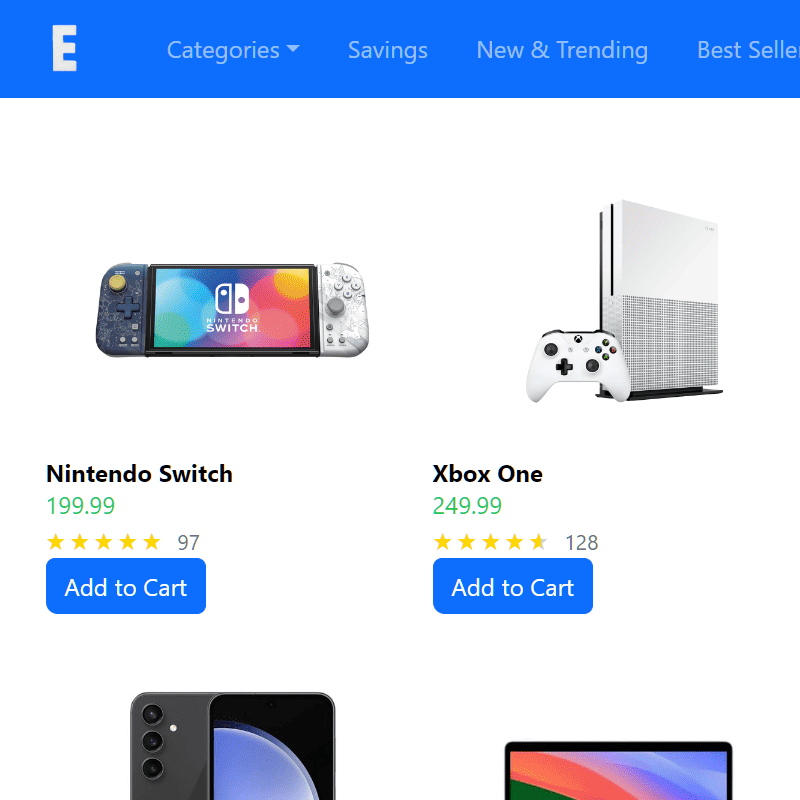 E
Categories Savings New & Trending Best Selle
NINTENDO
SWITCH
Nintendo Switch
199.99
97
Add to Cart
Xbox One
249.99
128
Add to Cart